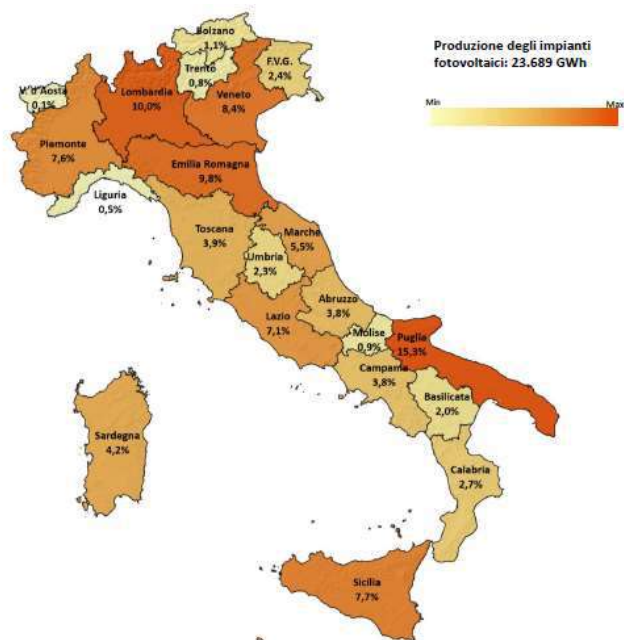 Bolzano
1,1%
Produzione degli impianti
fotovoltaici: 23.689 GWh
F.V.G.
2,4%
Trento
0,8%
Min
Max
V. d'Aosta
0,1%
Lombardia
10,0%
Veneto
8,4%
Piemonte
7,6%
Emilia Romagna
9,8%
Liguria
0,5%
Toscana
3,9%
Marche
5,5%
Umbria
2,3%
Abruzzo
3,8%
Lazio
7,1%
Molise
0,9%
Puglia
15,3%
Campania
3,8%
Basilicata
2,0%
Sardegna
4,2%
Calabria
2,7%
Sicilia
7,7%